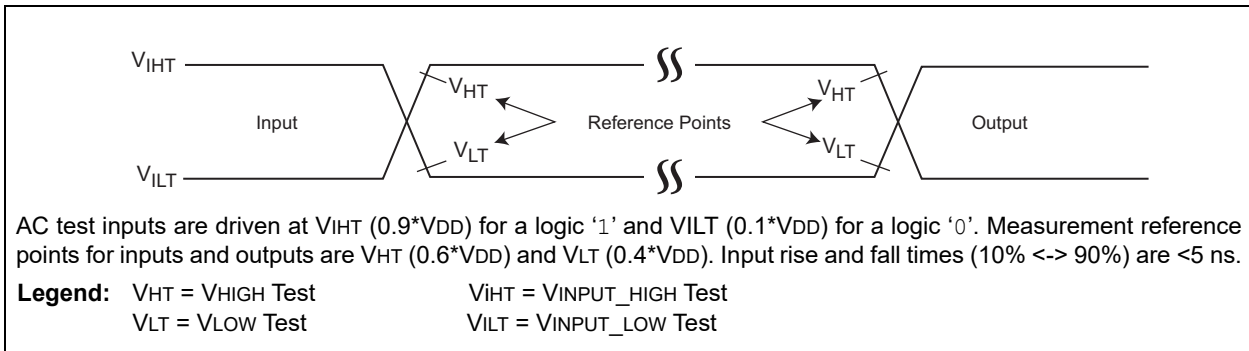 VIHT
VHT
VHT
Input
Reference Points
Output
VLT
VLT
VILT
AC test inputs are driven at VIHT (0.9*VDD) for a logic ‘1’ and VILT (0.1*VDD) for a logic ‘0’. Measurement reference
points for inputs and outputs are VHT (0.6*VDD) and VLT (0.4*VDD). Input rise and fall times (10% <-> 90%) are <5 ns.
Legend: VHT = VHIGH Test ViHT = VINPUT_HIGH Test
VLT = VLOW Test VILT = VINPUT_LOW Test